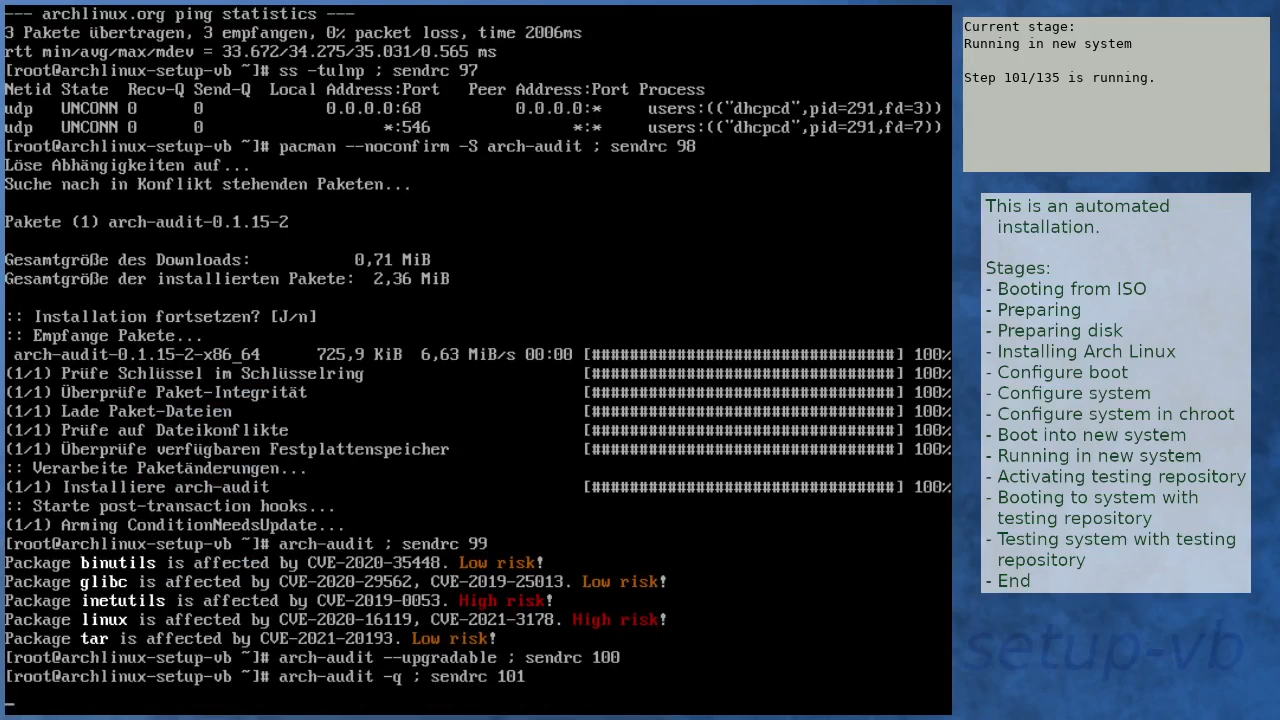 --- archlinux.org ping statistics ---
3 Pakete übertragen, 3 empfangen, 0% packet loss, time 2006ms
rtt min/avg/max/mdev = 33.672/34.275/35.031/0.565 ms
[root@archlinux-setup-vb ~]# ss -tulnp ; sendrc 97
Netid State  Recv-Q Send-Q  Local Address:Port   Peer Address:Port Process
udp   UNCONN 0      0             0.0.0.0:68          0.0.0.0:*     users:(("dhcpcd",pid=291,fd=3))
udp   UNCONN 0      0                   *:546               *:*     users:(("dhcpcd",pid=291,fd=7))
[root@archlinux-setup-vb ~]# pacman --noconfirm -S arch-audit ; sendrc 98
Löse Abhängigkeiten auf...
Suche nach in Konflikt stehenden Paketen...
Pakete (1) arch-audit-0.1.15-2
Gesamtgröße des Downloads:           0,71 MiB
Gesamtgröße der installierten Pakete:  2,36 MiB
:: Installation fortsetzen? [J/n]
:: Empfange Pakete...
arch-audit-0.1.15-2-x86_64      725,9 KiB  6,63 MiB/s 00:00 [################################] 100%
(1/1) Prüfe Schlüssel im Schlüsselring                       [################################] 100%
(1/1) Überprüfe Paket-Integrität                             [################################] 100%
(1/1) Lade Paket-Dateien                                     [################################] 100%
(1/1) Prüfe auf Dateikonflikte                               [################################] 100%
(1/1) Überprüfe verfügbaren Festplattenspeicher              [################################] 100%
:: Verarbeite Paketänderungen...
(1/1) Installiere arch-audit                                 [################################] 100%
:: Starte post-transaction hooks...
(1/1) Arming ConditionNeedsUpdate...
[root@archlinux-setup-vb ~]# arch-audit ; sendrc 99
Package binutils is affected by CVE-2020-35448. Low risk!
Package glibc is affected by CVE-2020-29562, CVE-2019-25013. Low risk!
Package inetutils is affected by CVE-2019-0053. High risk!
Package linux is affected by CVE-2020-16119, CVE-2021-3178. High risk!
Package tar is affected by CVE-2021-20193. Low risk!
[root@archlinux-setup-vb ~]# arch-audit --upgradable ; sendrc 100
[root@archlinux-setup-vb ~]# arch-audit -q ; sendrc 101
Current stage:
Running in new system
Step 101/135 is running.
This is an automated
installation.
Stages:
- Booting from ISO
- Preparing
- Preparing disk
- Installing Arch Linux
- Configure boot
- Configure system
- Configure system in chroot
- Boot into new system
- Running in new system
- Activating testing repository
- Booting to system with
testing repository
- Testing system with testing
repository
- End
setup-vb